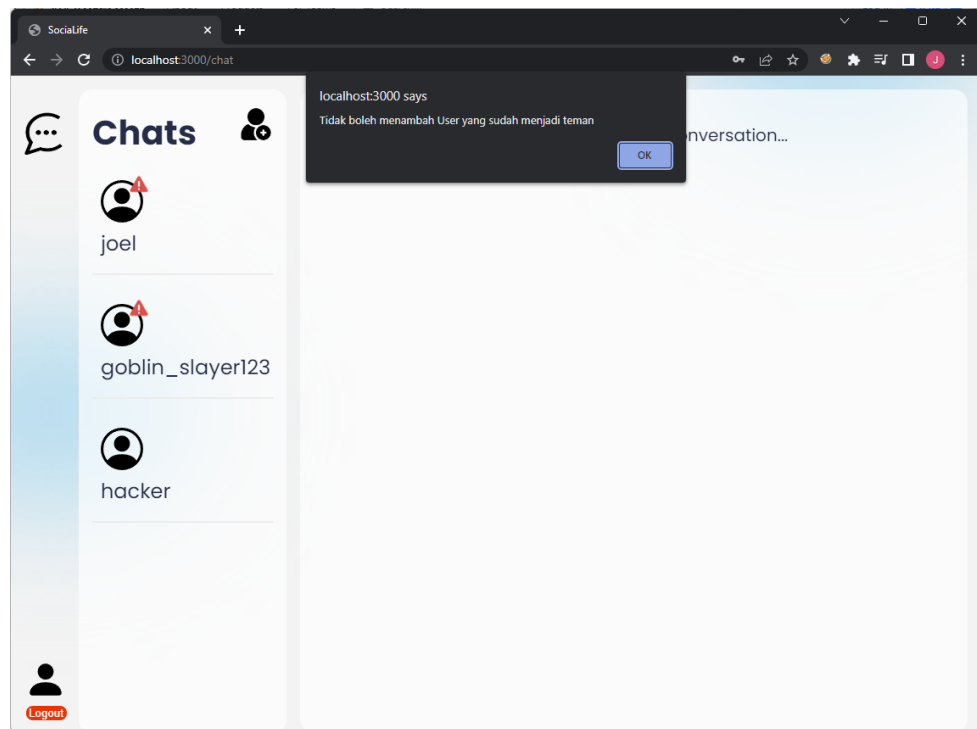 SociaLife
localhost:3000/chat
J
localhost:3000 says
Tidak boleh menambah User yang sudah menjadi teman
OK
nversation...
Chats
joel
goblin_slayer123
hacker
Logout